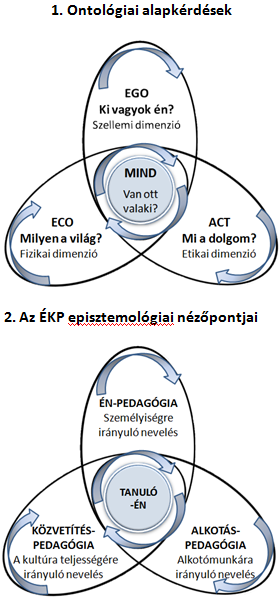 1. Ontológiai alapkérdések
EGO
Ki vagyok én?
Szellemi dimenzió
MIND
Van ott
valaki?
ECO
Milyen a világ?
Fizikai dimenzió
ACT
Mi a dolgom?
Etikai dimenzió
2. Az ÉKP episztemológiai nézőpontjai
ÉN-PEDAGÓGIA
Személyiségre
irányuló nevelés
TANULÓ
-ÉN
KÖZVETÍTÉS-
PEDAGÓGIA
A kultúra teljességére
irányuló nevelés
ALKOTÁS-
PEDAGÓGIA
Alkotómunkára
irányuló nevelés